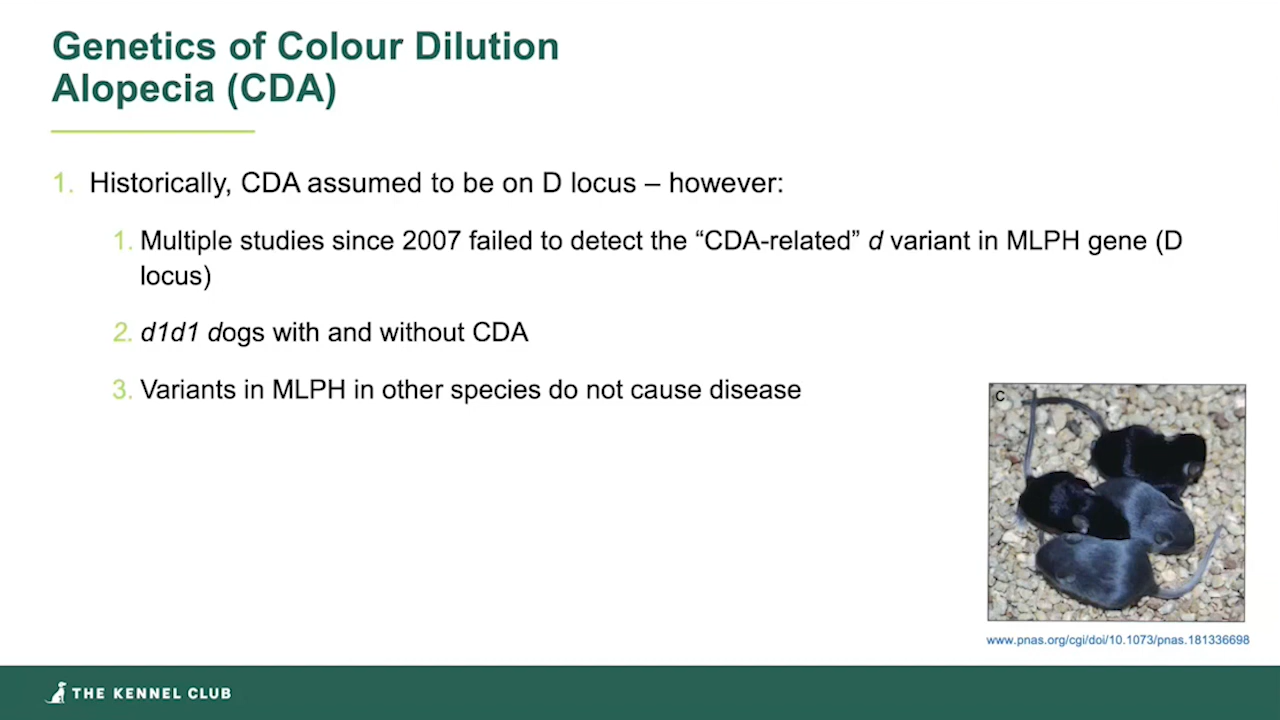 Genetics of Colour Dilution
Alopecia (CDA)
1. Historically, CDA assumed to be on D locus – however:
1. Multiple studies since 2007 failed to detect the “CDA-related” d variant in MLPH gene (D
locus)
2. d1d1 dogs with and without CDA
3. Variants in MLPH in other species do not cause disease
C
www.pnas.org/cgi/doi/10.1073/pnas.181336698
THE KENNEL CLUB